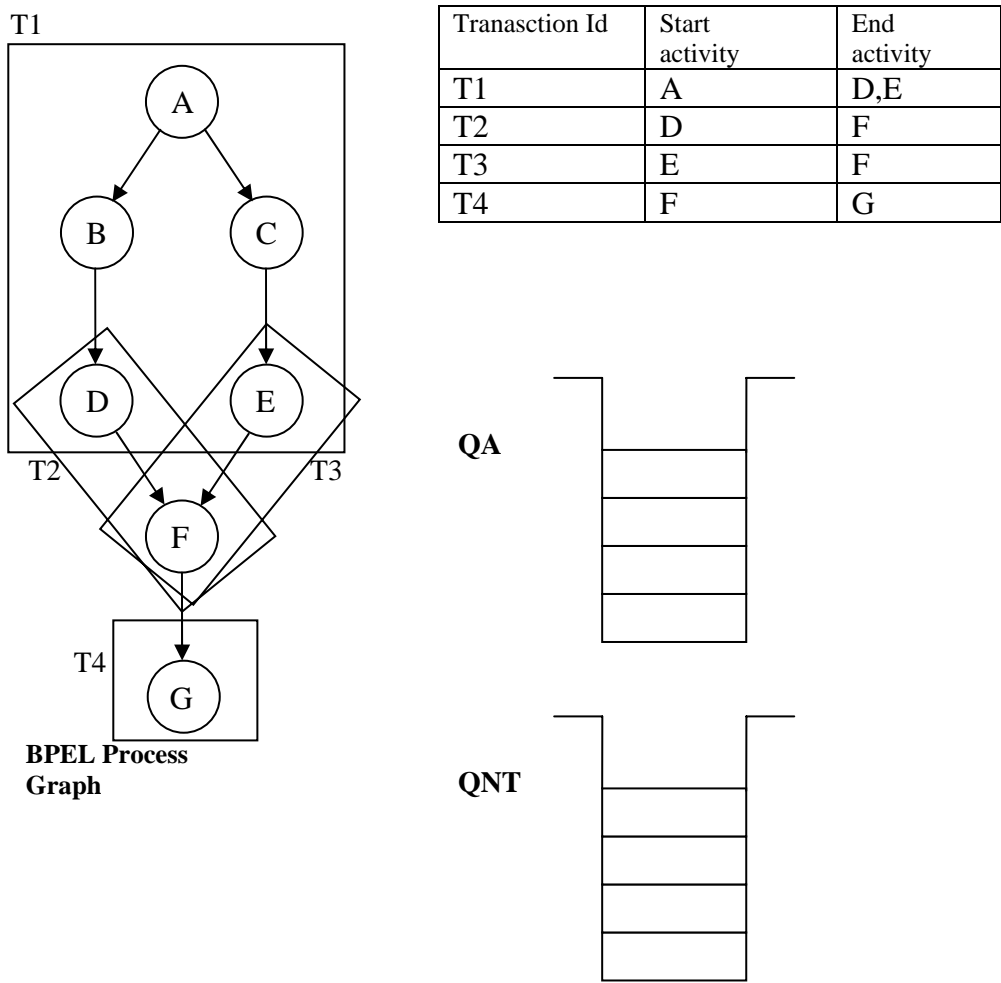 T1
A
B
C
D
E
T2
T3
F
T4
G
BPEL Process
Graph
Tranasction Id Start activity End activity
T1 A D,E
T2 D F
T3 E F
T4 F G
QA
QNT